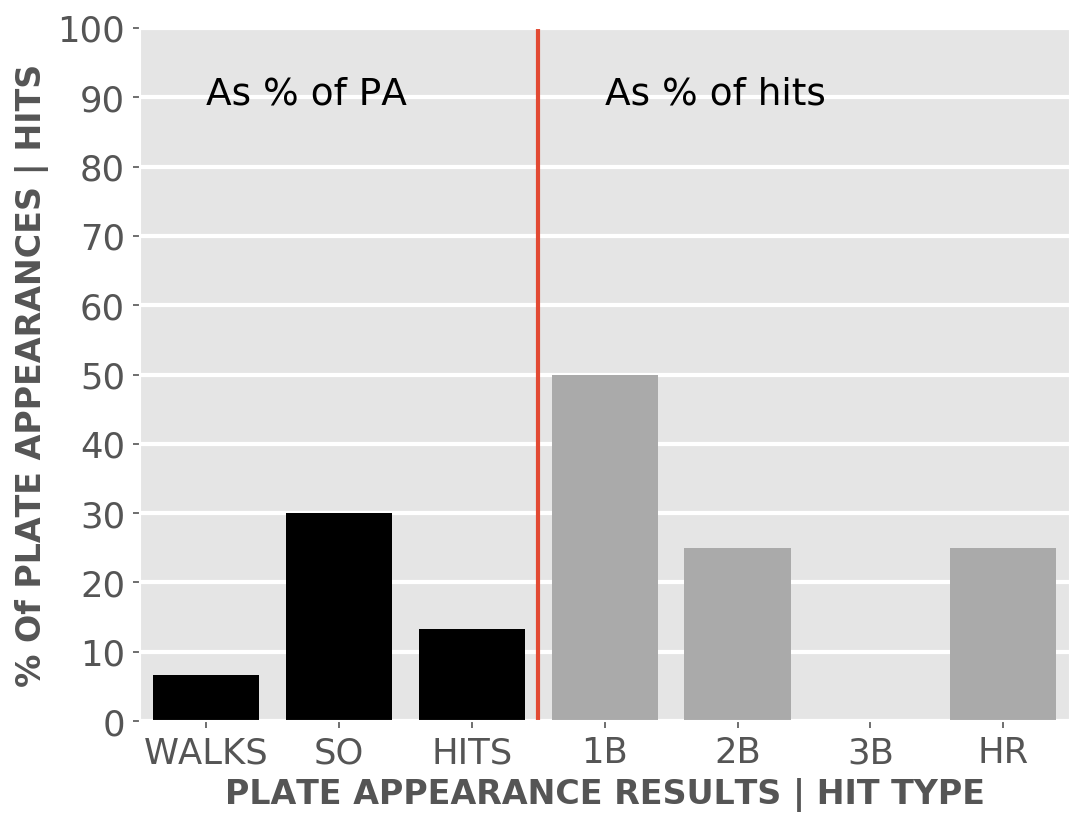 100
90
80
70
60
50
40
30
20
10
0
% Of PLATE APPEARANCES | HITS
As % of PA
As % of hits
WALKS SO HITS 1B 2B 3B HR
PLATE APPEARANCE RESULTS | HIT TYPE